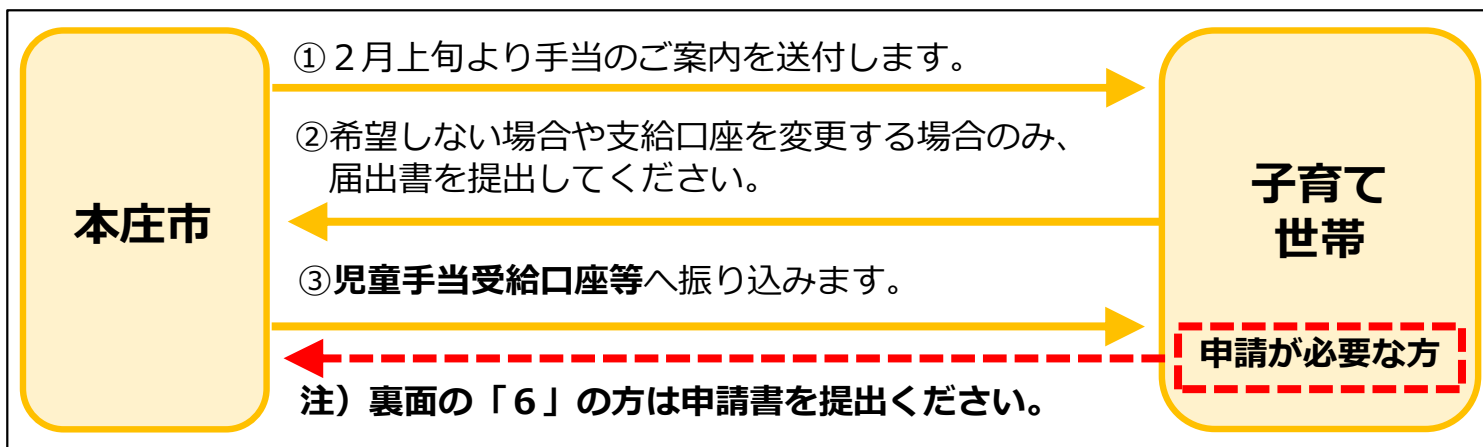 本庄市
①２月上旬より手当のご案内を送付します。
②希望しない場合や支給口座を変更する場合のみ、
届出書を提出してください。
③児童手当受給口座等へ振り込みます。
注）裏面の「６」の方は申請書を提出ください。
子育て
世帯
申請が必要な方